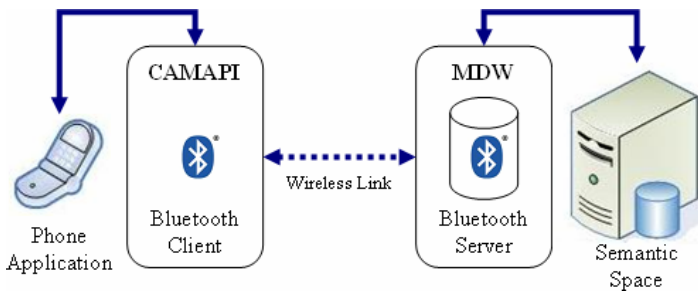 CAMAPI
MDW
®
®
Wireless Link
Phone
Application
Bluetooth
Client
Bluetooth
Server
Semantic
Space